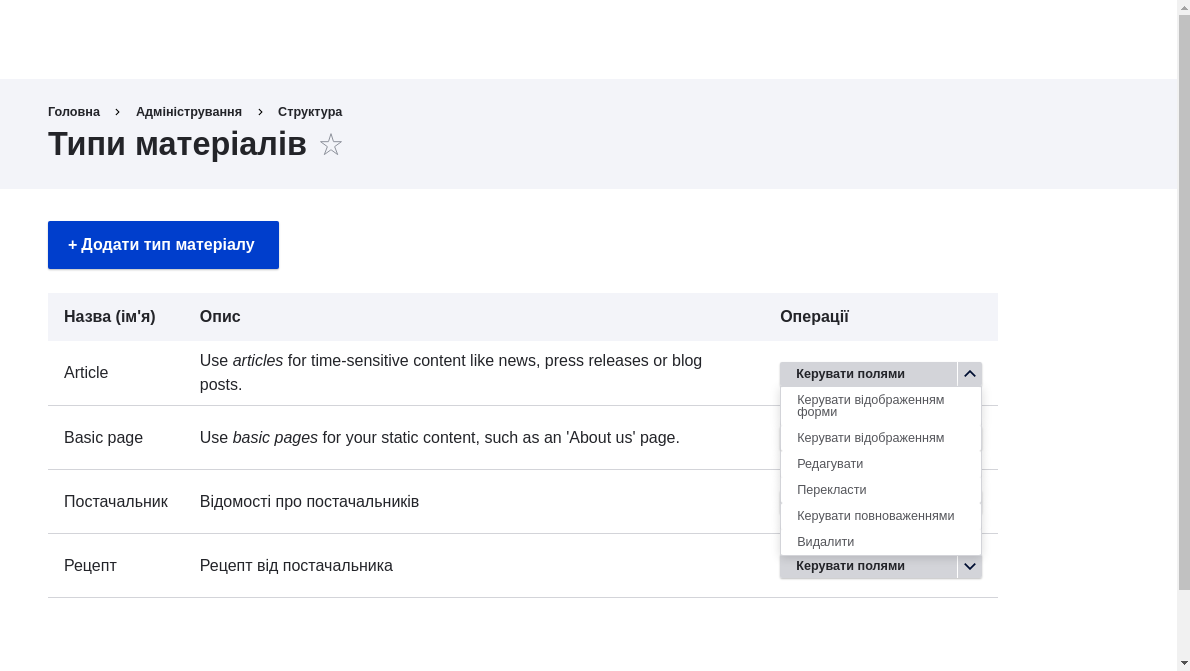 Головна
Адміністрування
Структура
Типи матеріалів
+ Додати тип матеріалу
Назва (ім'я) Опис Операції
Article
Use articles for time-sensitive content like news, press releases or blog
posts.
Керувати полями
Керувати відображенням
форми
Керувати відображенням
Редагувати
Перекласти
Керувати повноваженнями
Видалити
Basic page
Use basic pages for your static content, such as an 'About us' page.
Постачальник
Відомості про постачальників
Рецепт
Рецепт від постачальника
Керувати полями